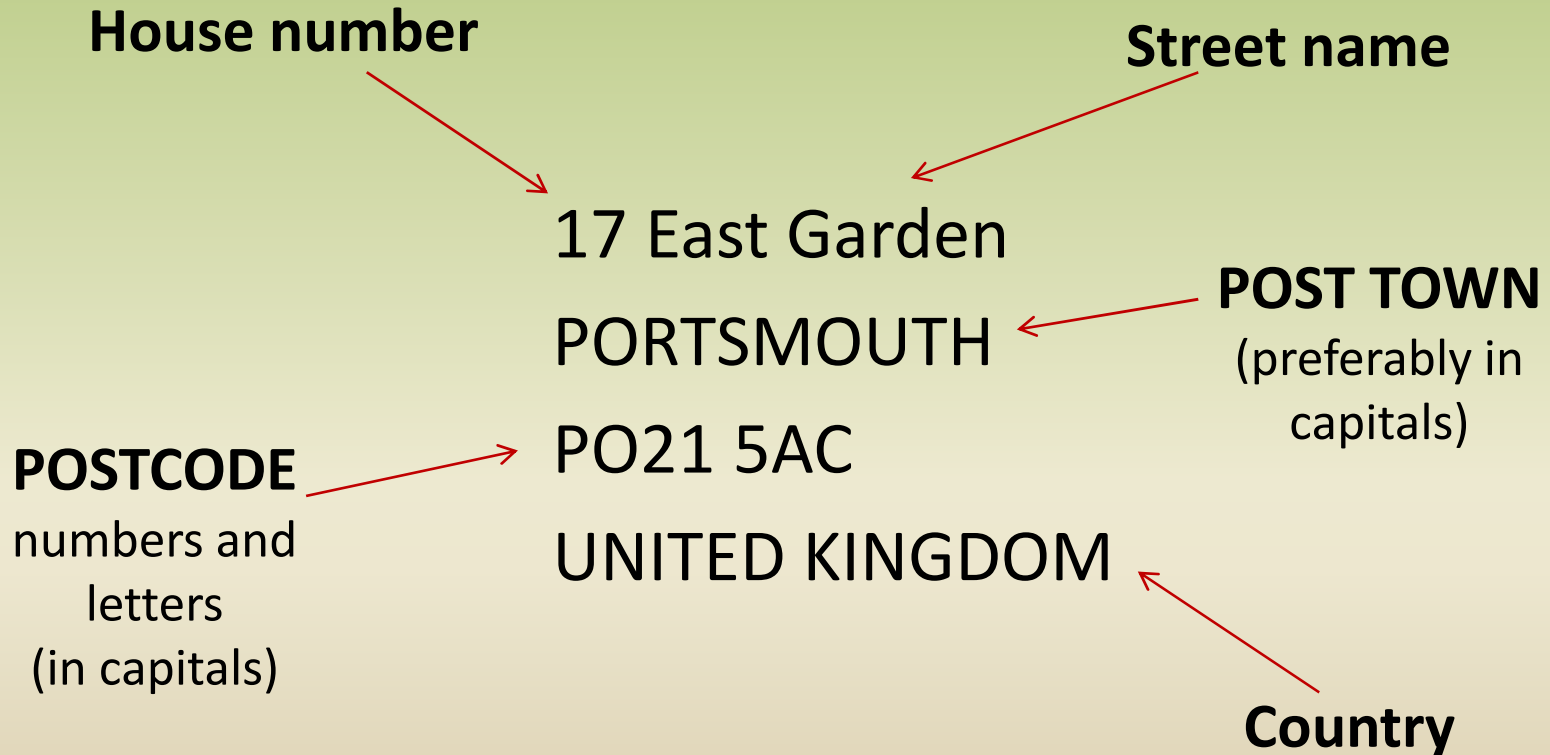 House number
Street name
17 East Garden
PORTSMOUTH
PO21 5AC
UNITED KINGDOM
POST TOWN
(preferably in
capitals)
POSTCODE
numbers and
letters
(in capitals)
Country